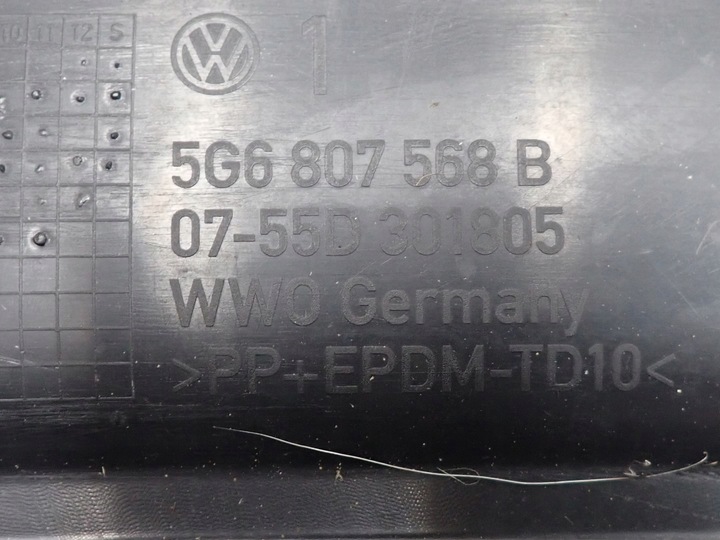 10 11 12 S
1
5G6 807 568 B
07-55D 301805
WWO Germany
>PP+EPDM-TD10<